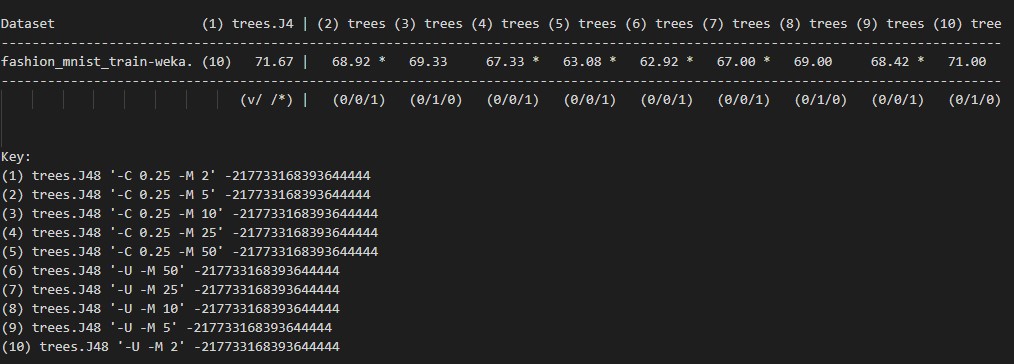 Dataset                   (1) trees.J4 | (2) trees (3) trees (4) trees (5) trees (6) trees (7) trees (8) trees (9) trees (10) tree
--------------------------------------------------------------------------------------------------------------------------------
fashion_mnist_train-weka. (10)   71.67 |   68.92 *   69.33     67.33 *   63.08 *   62.92 *   67.00 *   69.00     68.42 *   71.00
--------------------------------------------------------------------------------------------------------------------------------
                               (v/ /*) |   (0/0/1)   (0/1/0)   (0/0/1)   (0/0/1)   (0/0/1)   (0/0/1)   (0/1/0)   (0/0/1)   (0/1/0)
Key:
(1) trees.J48 '-C 0.25 -M 2' -217733168393644444
(2) trees.J48 '-C 0.25 -M 5' -217733168393644444
(3) trees.J48 '-C 0.25 -M 10' -217733168393644444
(4) trees.J48 '-C 0.25 -M 25' -217733168393644444
(5) trees.J48 '-C 0.25 -M 50' -217733168393644444
(6) trees.J48 '-U -M 50' -217733168393644444
(7) trees.J48 '-U -M 25' -217733168393644444
(8) trees.J48 '-U -M 10' -217733168393644444
(9) trees.J48 '-U -M 5' -217733168393644444
(10) trees.J48 '-U -M 2' -217733168393644444